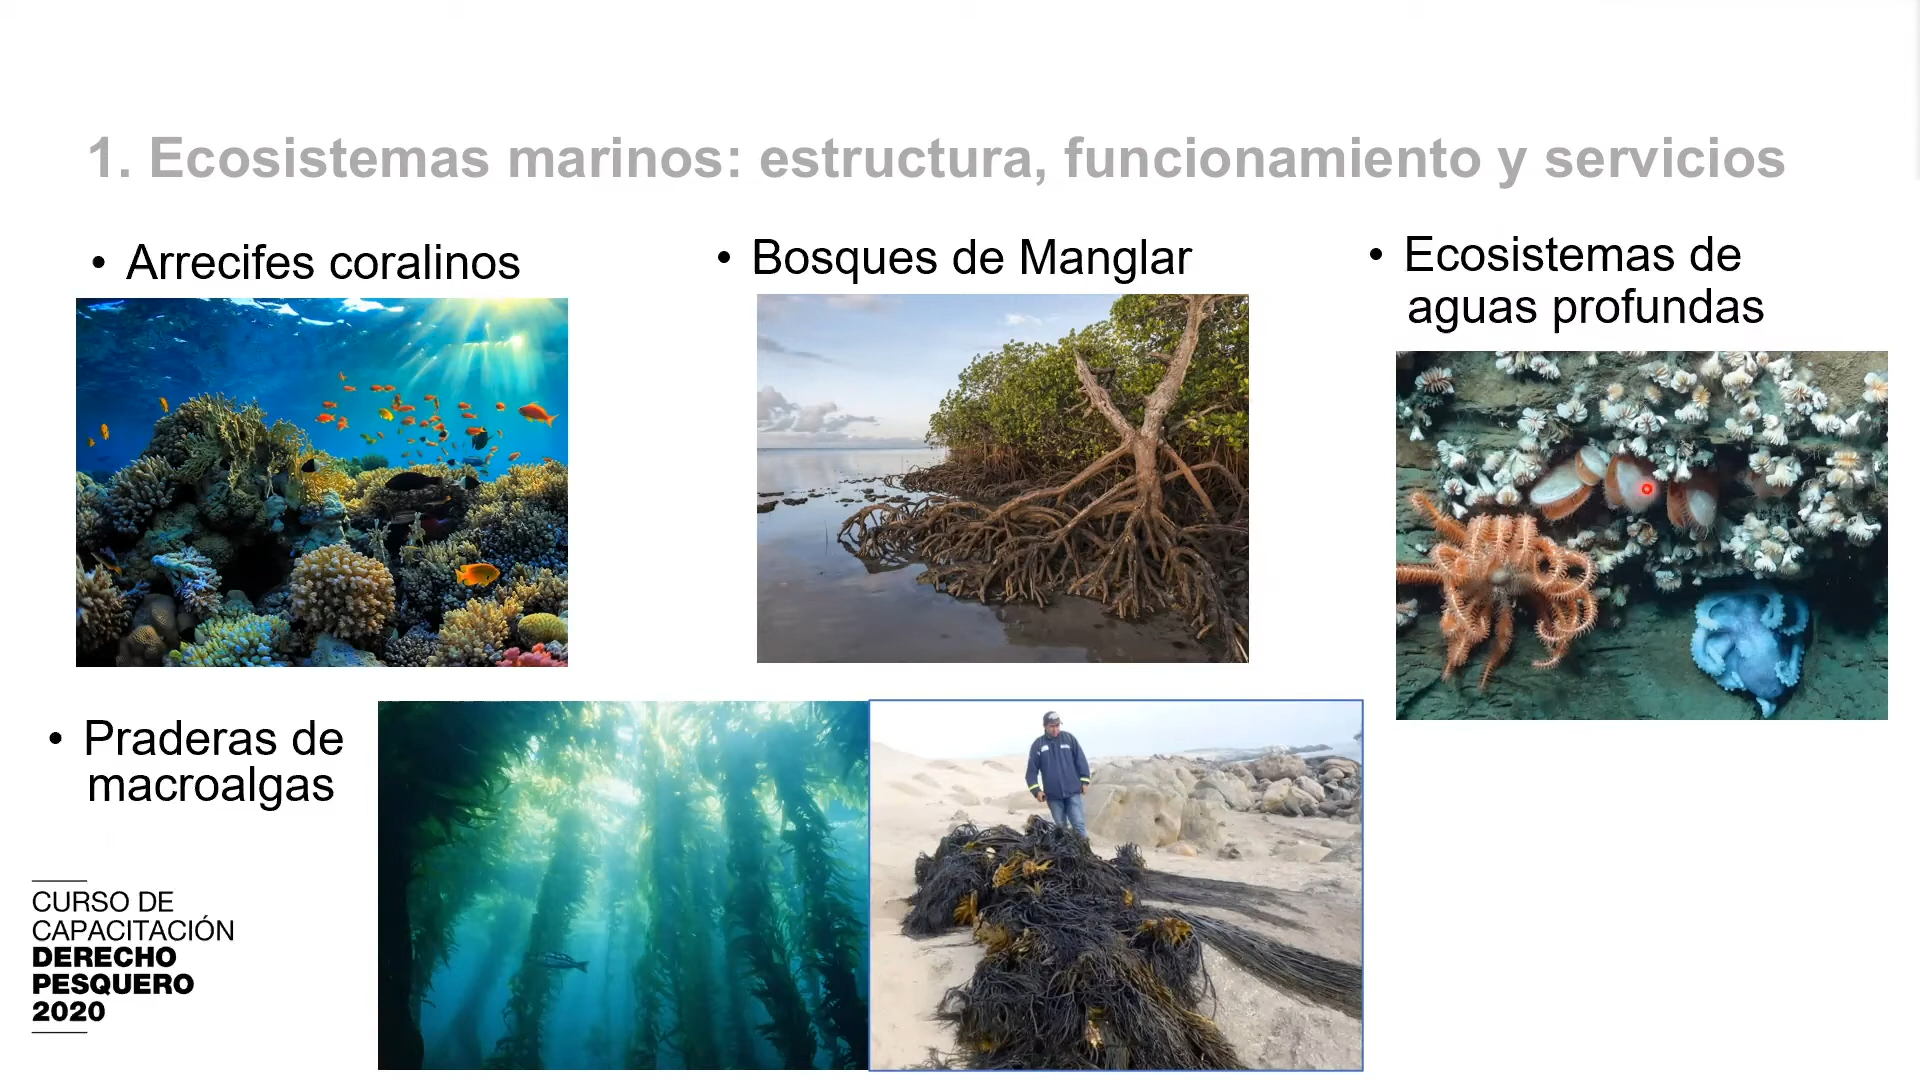 1. Ecosistemas marinos: estructura, funcionamiento y servicios
• Arrecifes coralinos
• Bosques de Manglar
• Ecosistemas de
aguas profundas
• Praderas de
macroalgas
CURSO DE
CAPACITACIÓN
DERECHO
PESQUERO
2020